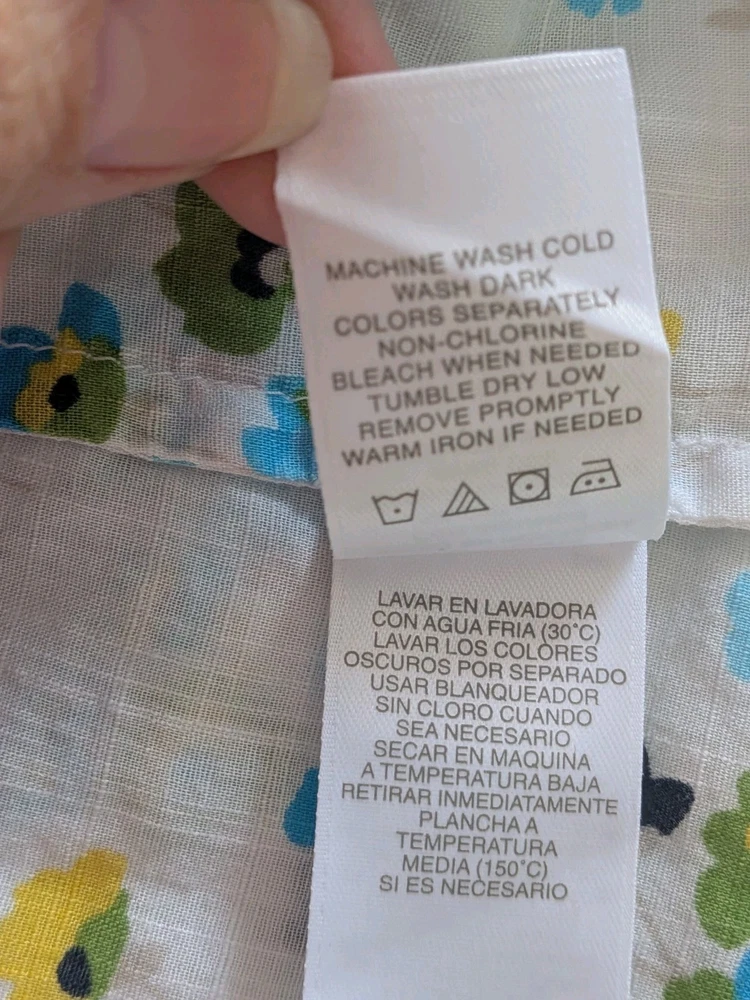 MACHINE WASH COLD
WASH DARK
COLORS SEPARATELY
NON-CHLORINE
BLEACH WHEN NEEDED
TUMBLE DRY LOW
REMOVE PROMPTLY
WARM IRON IF NEEDED
LAVAR EN LAVADORA
CON AGUA FRIA (30°C)
LAVAR LOS COLORES
OSCUROS POR SEPARADO
USAR BLANQUEADOR
SIN CLORO CUANDO
SEA NECESARIO
SECAR EN MAQUINA
A TEMPERATURA BAJA
RETIRAR INMEDIATAMENTE
PLANCHA A
TEMPERATURA
MEDIA (150°C)
SI ES NECESARIO